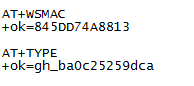 AT+WSMAC
+ok=845DD74A8813
AT+TYPE
+ok=gh_ba0c25259dca